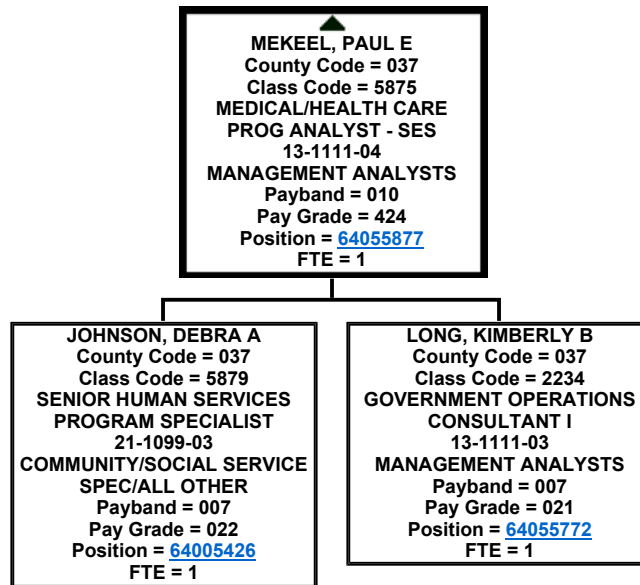 MEKEEL, PAUL E
County Code = 037
Class Code = 5875
MEDICAL/HEALTH CARE
PROG ANALYST - SES
13-1111-04
MANAGEMENT ANALYSTS
Payband = 010
Pay Grade = 424
Position = 64055877
FTE = 1
JOHNSON, DEBRA A
County Code = 037
Class Code = 5879
SENIOR HUMAN SERVICES
PROGRAM SPECIALIST
21-1099-03
COMMUNITY/SOCIAL SERVICE
SPEC/ALL OTHER
Payband = 007
Pay Grade = 022
Position = 64005426
FTE = 1
LONG, KIMBERLY B
County Code = 037
Class Code = 2234
GOVERNMENT OPERATIONS
CONSULTANT I
13-1111-03
MANAGEMENT ANALYSTS
Payband = 007
Pay Grade = 021
Position = 64055772
FTE = 1